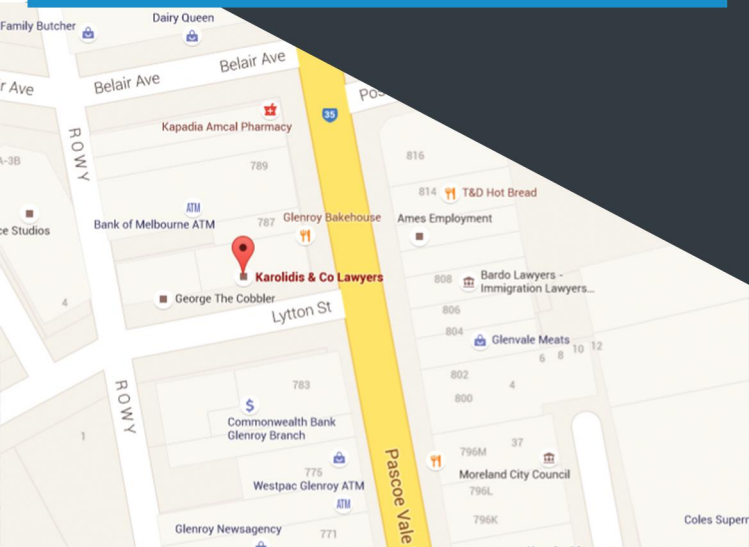 Dairy Queen
Family Butcher
Belair Ave
Belair Ave
r Ave
35
Pos
Kapadia Amcal Pharmacy
ROWY
816
A-3B
789
814
T&D Hot Bread
ATM
Bank of Melbourne ATM
787
Glenroy Bakehouse
Ames Employment
ce Studios
Karolidis & Co Lawyers
808
Bardo Lawyers -
Immigration Lawyers...
George The Cobbler
4
Lytton St
806
804
Glenvale Meats
6
8
10
12
802
4
800
783
ROWY
$
Commonwealth Bank
Glenroy Branch
1
37
796M
Moreland City Council
775
Westpac Glenroy ATM
ATM
796L
Pascoe Vale
796K
Coles Superr
Glenroy Newsagency
771